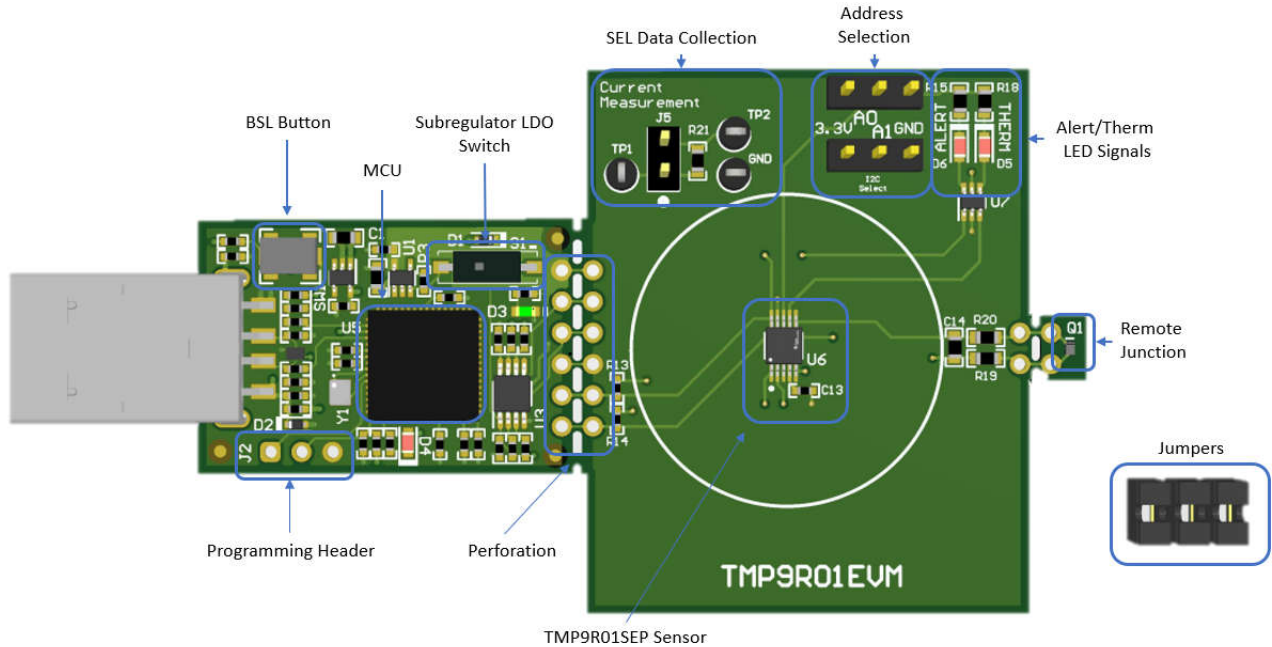 Address
Selection
SEL Data Collection
BSL Button
Subregulator LDO
Switch
MCU
Current
Measurement
J5
R21
TP2
TP1
GND
R15
R18
A0
3.3V
A1
GND
I2C
Select
ALERT
THERM
D6
D5
U7
Alert/Therm
LED Signals
C1
U1
R3
D1
S1
SW
U5
D3
Y1
D2
J2
D4
U3
R13
R14
U6
C13
C14
R20
R19
Q1
Remote
Junction
Jumpers
Programming Header
Perforation
TMP9R01EVM
TMP9R01SEP Sensor